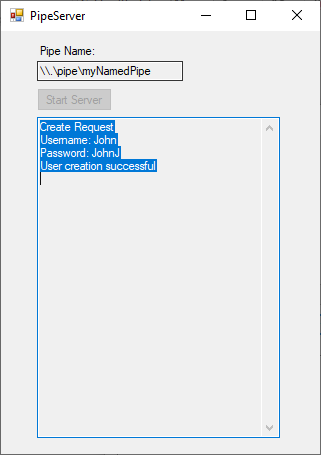 PipeServer
Pipe Name:
\\.\pipe\myNamedPipe
Start Server
Create Request
Username: John
Password: JohnJ
User creation successful